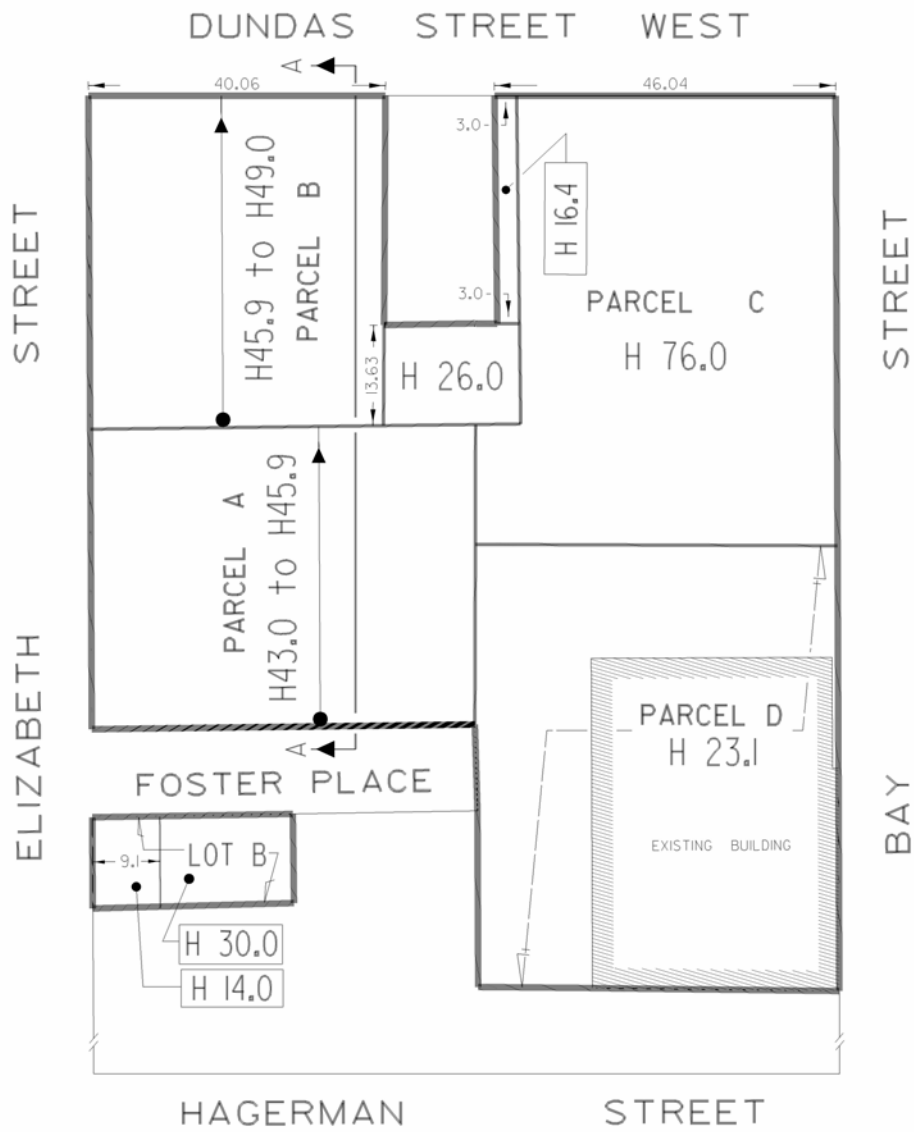 DUNDAS STREET WEST
A
40.06
46.04
3.0
H45.9 to H49.0
PARCEL B
H 16.4
STREET
STREET
3.0
PARCEL C
H 76.0
13.63
H 26.0
PARCEL A
H43.0 to H45.9
ELIZABETH
PARCEL D
H 23.1
A
FOSTER PLACE
BAY
9.1
LOT B
EXISTING BUILDING
H 30.0
H 14.0
HAGERMAN STREET